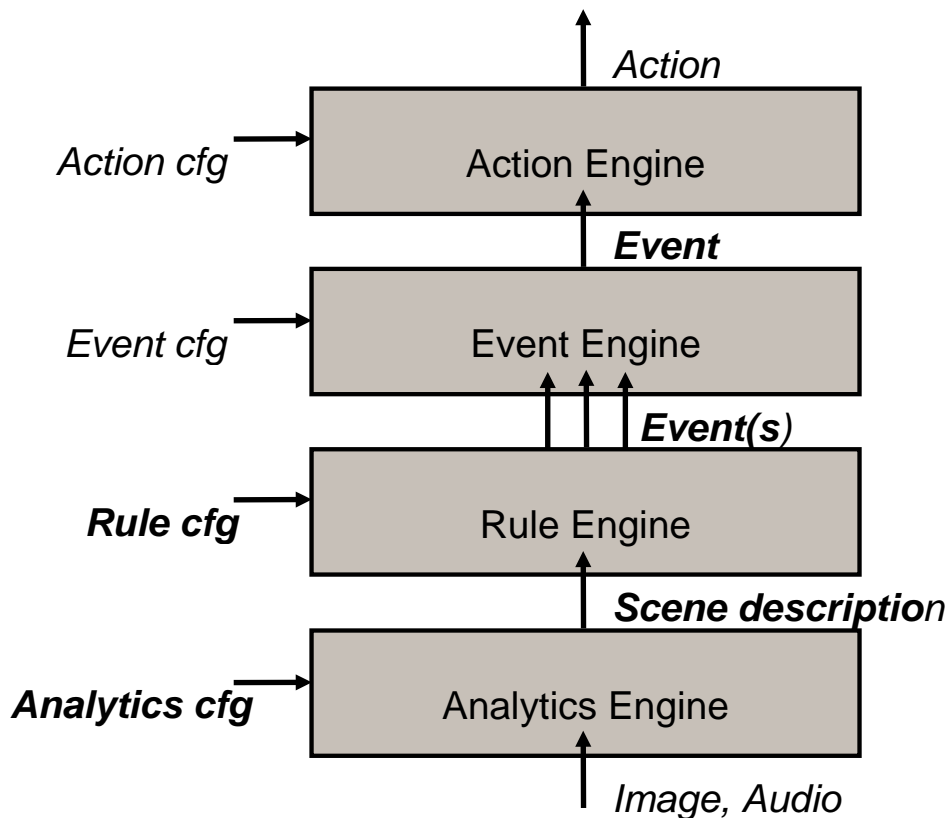 Action
Action cfg
Action Engine
Event
Event cfg
Event Engine
Event(s)
Rule cfg
Rule Engine
Scene description
Analytics cfg
Analytics Engine
Image, Audio